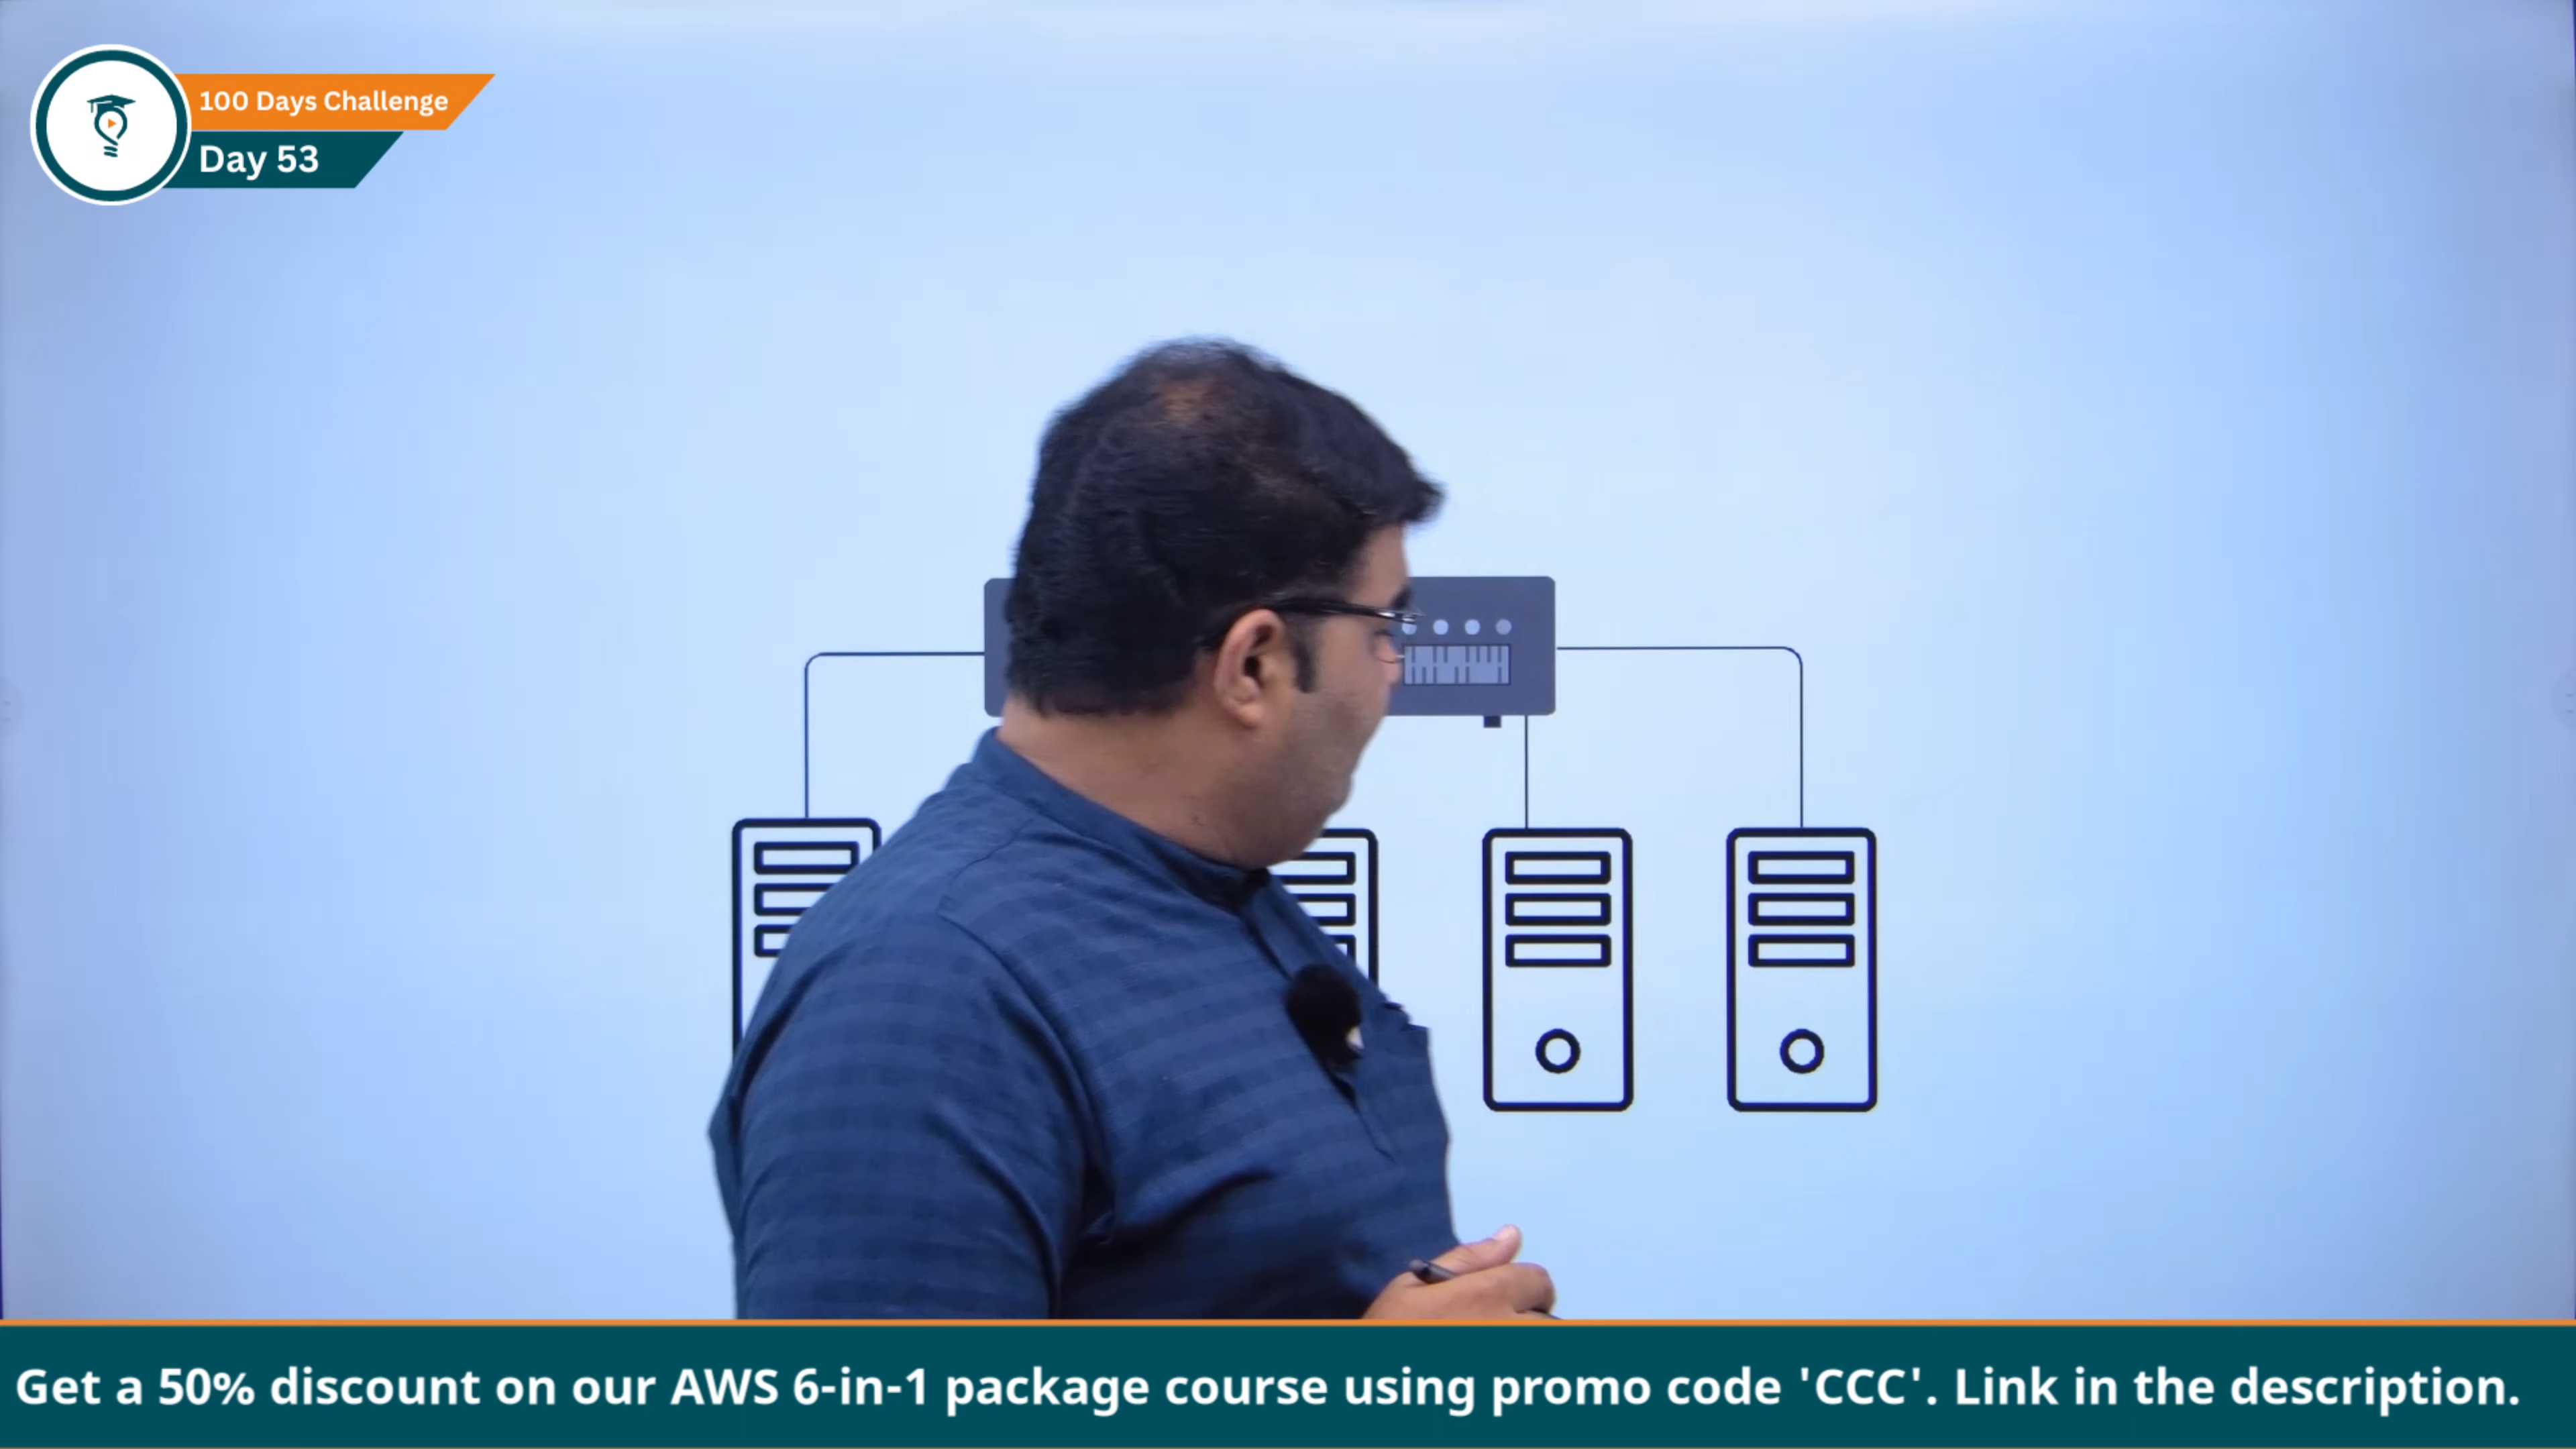 100 Days Challenge
Day 53
Get a 50% discount on our AWS 6-in-1 package course using promo code 'CCC'. Link in the description.